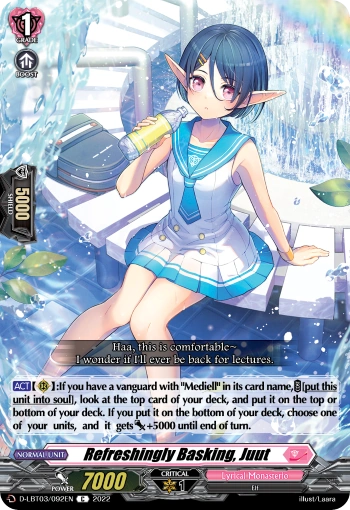 1
GRADE
BOOST
5000
SHIELD
Haa, this is comfortable~
I wonder if I'll ever be back for lectures.
ACT【R】:If you have a vanguard with "Mediell" in its card name, [put this
unit into soul], look at the top card of your deck, and put it on the top or
bottom of your deck. If you put it on the bottom of your deck, choose one
of your units, and it gets +5000 until end of turn.
NORMAL UNIT
Refreshingly Basking, Juut
POWER
7000
CRITICAL
1
Lyrical Monasterio
Elf
D-LBT03/092EN C 2022
illust/Laara